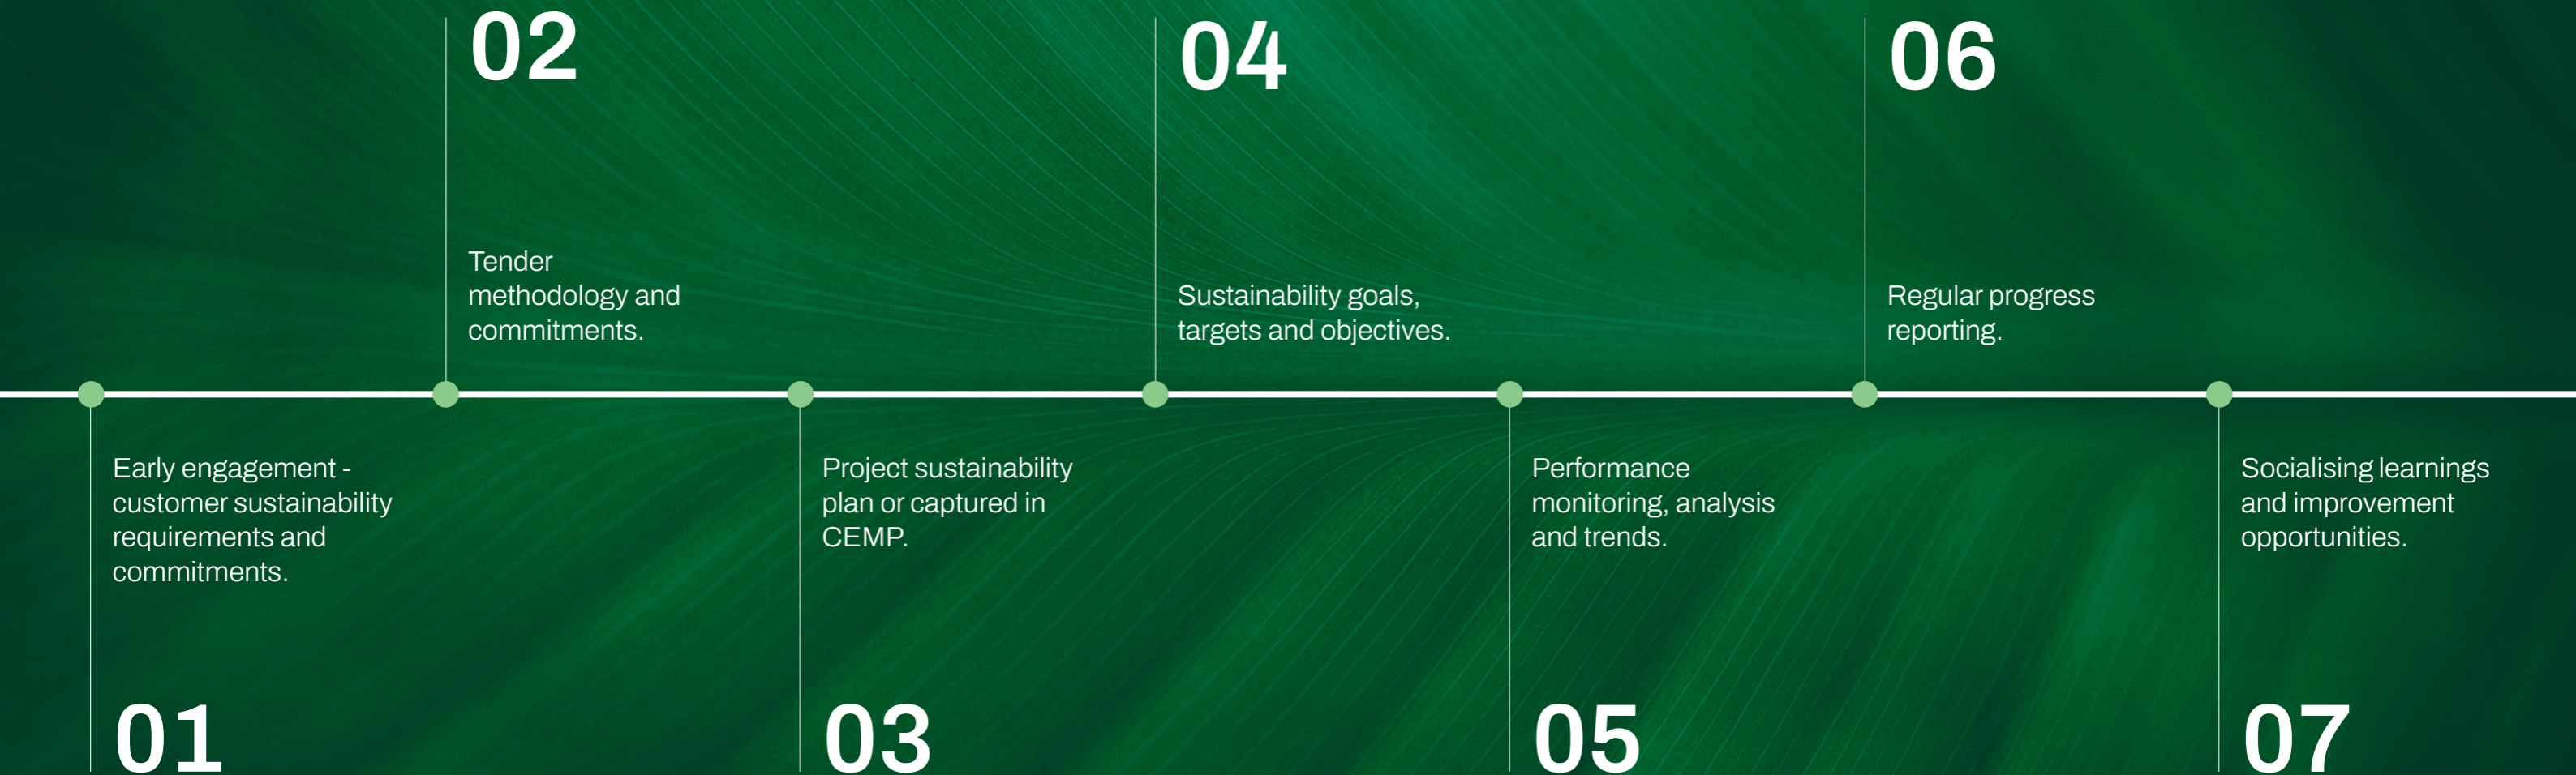 01
Early engagement -
customer sustainability
requirements and
commitments.
02
Tender
methodology and
commitments.
03
Project sustainability
plan or captured in
CEMP.
04
Sustainability goals,
targets and objectives.
05
Performance
monitoring, analysis
and trends.
06
Regular progress
reporting.
07
Socialising learnings
and improvement
opportunities.